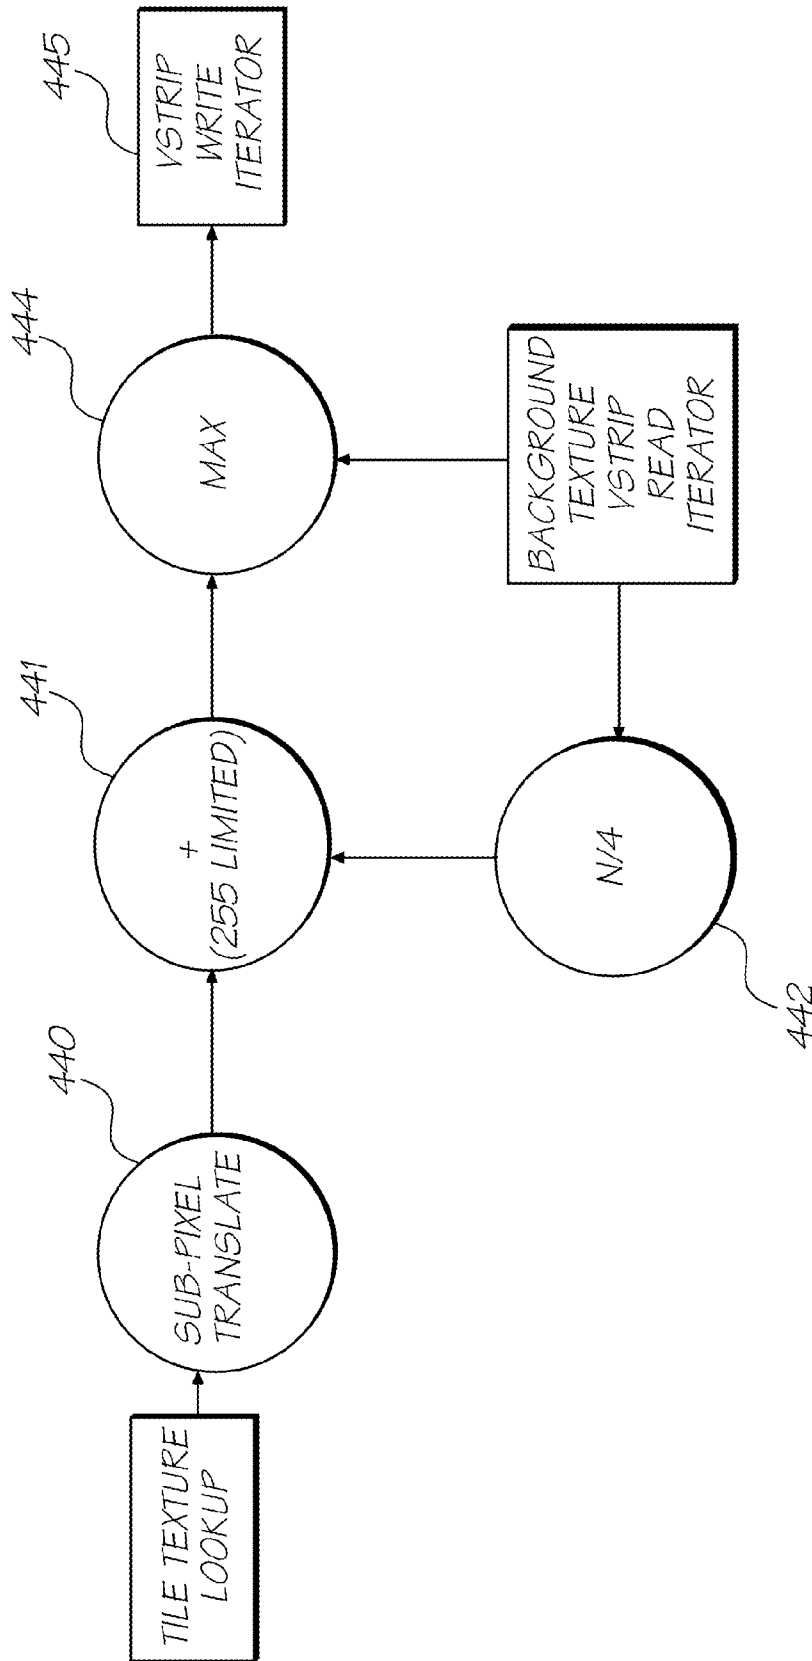 TILE TEXTURE
LOOKUP
440
SUB-PIXEL
TRANSLATE
441
+
(255 LIMITED)
444
MAX
445
VSTRIP
WRITE
ITERATOR
442
N/4
BACKGROUND
TEXTURE
VSTRIP
READ
ITERATOR